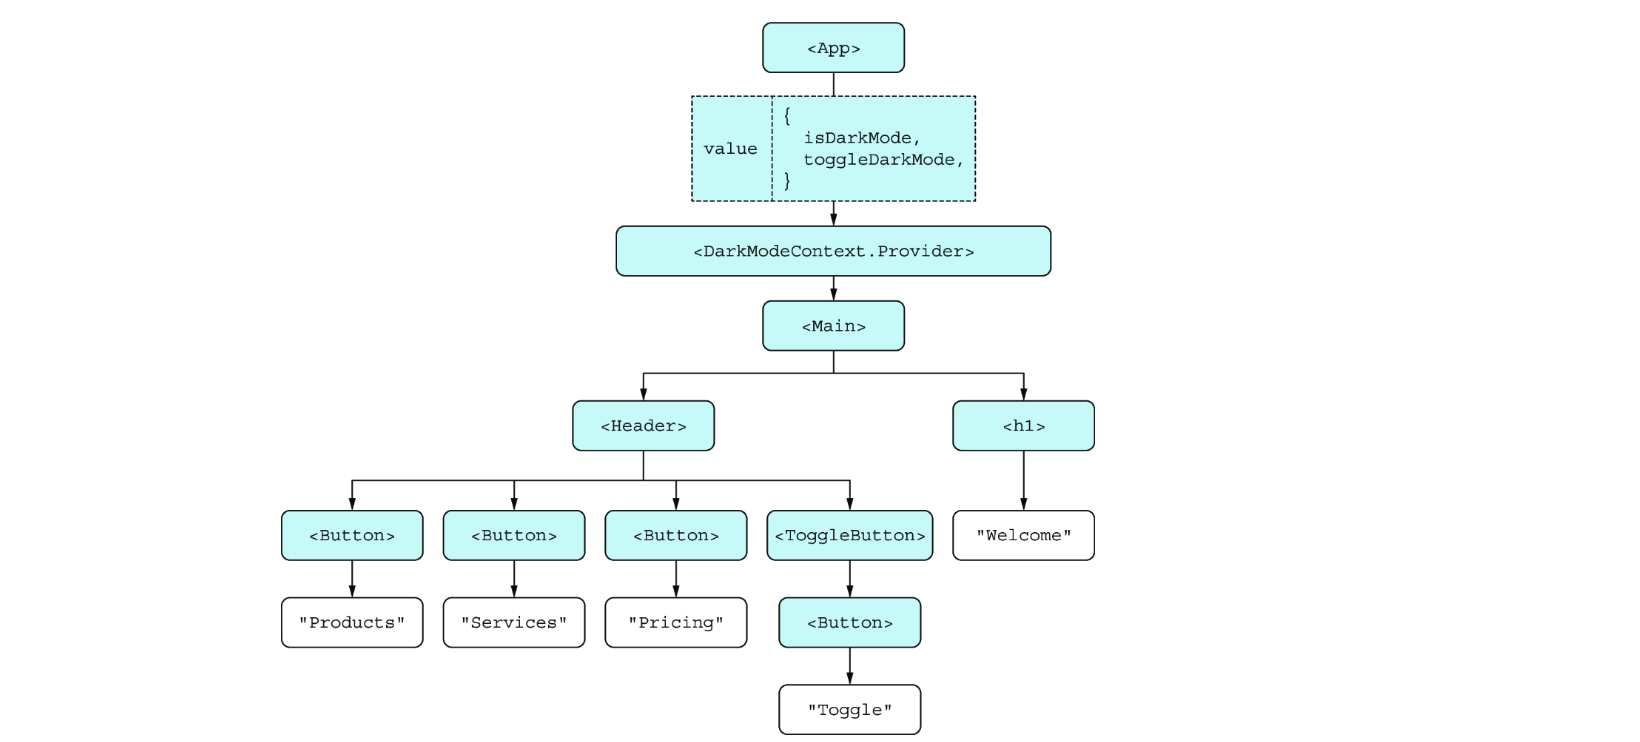 <App>
value
{
isDarkMode,
toggleDarkMode,
}
<DarkModeContext.Provider>
<Main>
<Header>
<h1>
<Button>
<Button>
<Button>
<ToggleButton>
"Welcome"
"Products"
"Services"
"Pricing"
<Button>
"Toggle"